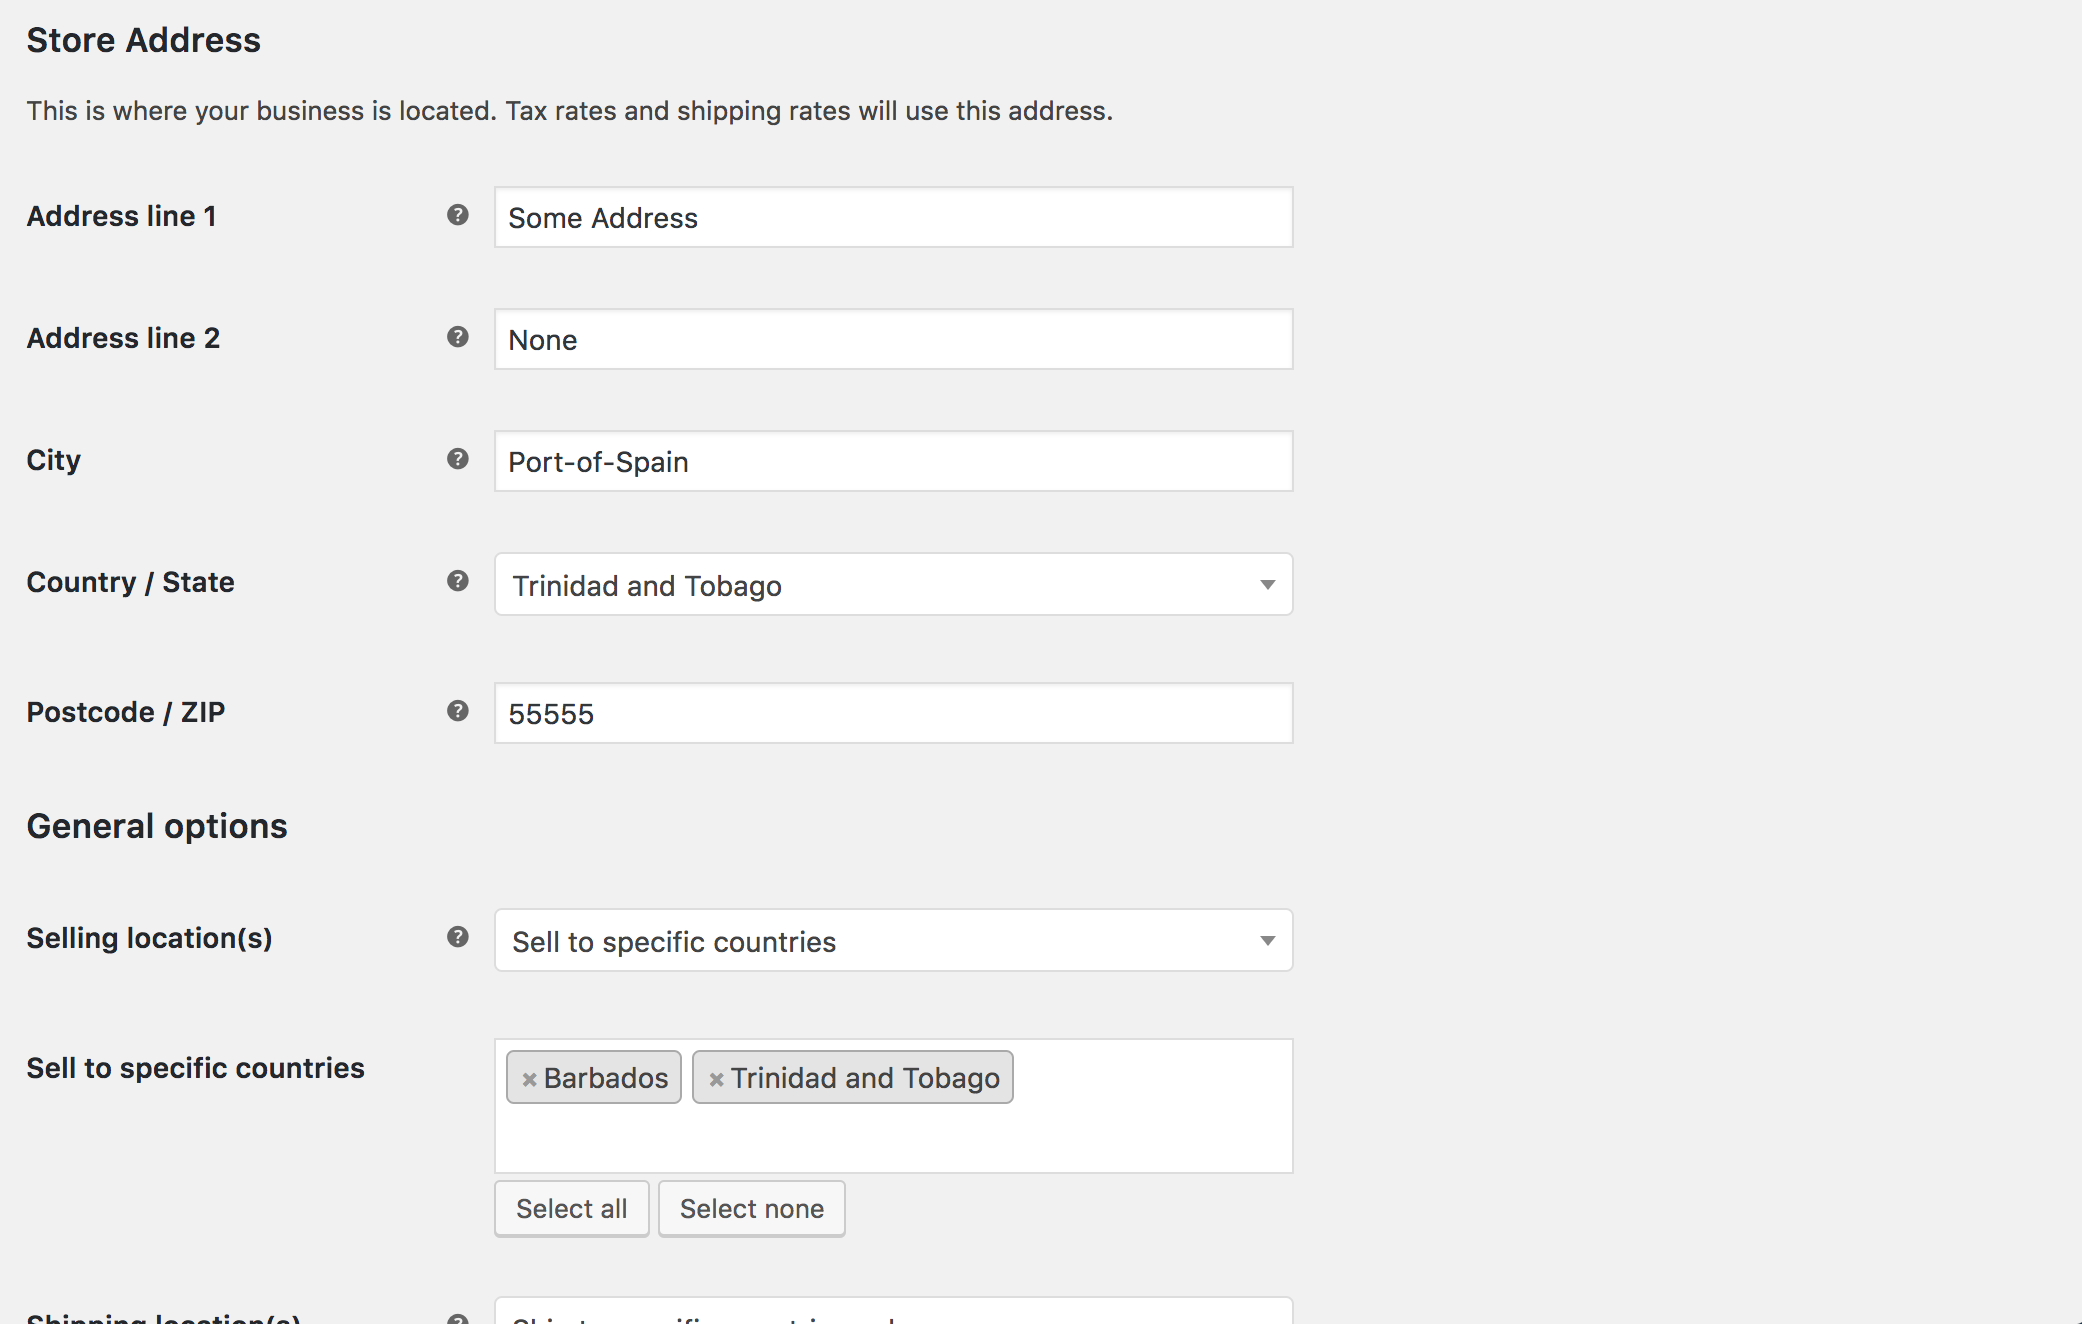 Store Address
This is where your business is located. Tax rates and shipping rates will use this address.
Address line 1 ? Some Address
Address line 2 ? None
City ? Port-of-Spain
Country / State ? Trinidad and Tobago
Postcode / ZIP ? 55555
General options
Selling location(s) ? Sell to specific countries
Sell to specific countries × Barbados × Trinidad and Tobago
Select all Select none
Shipping location(s) ?